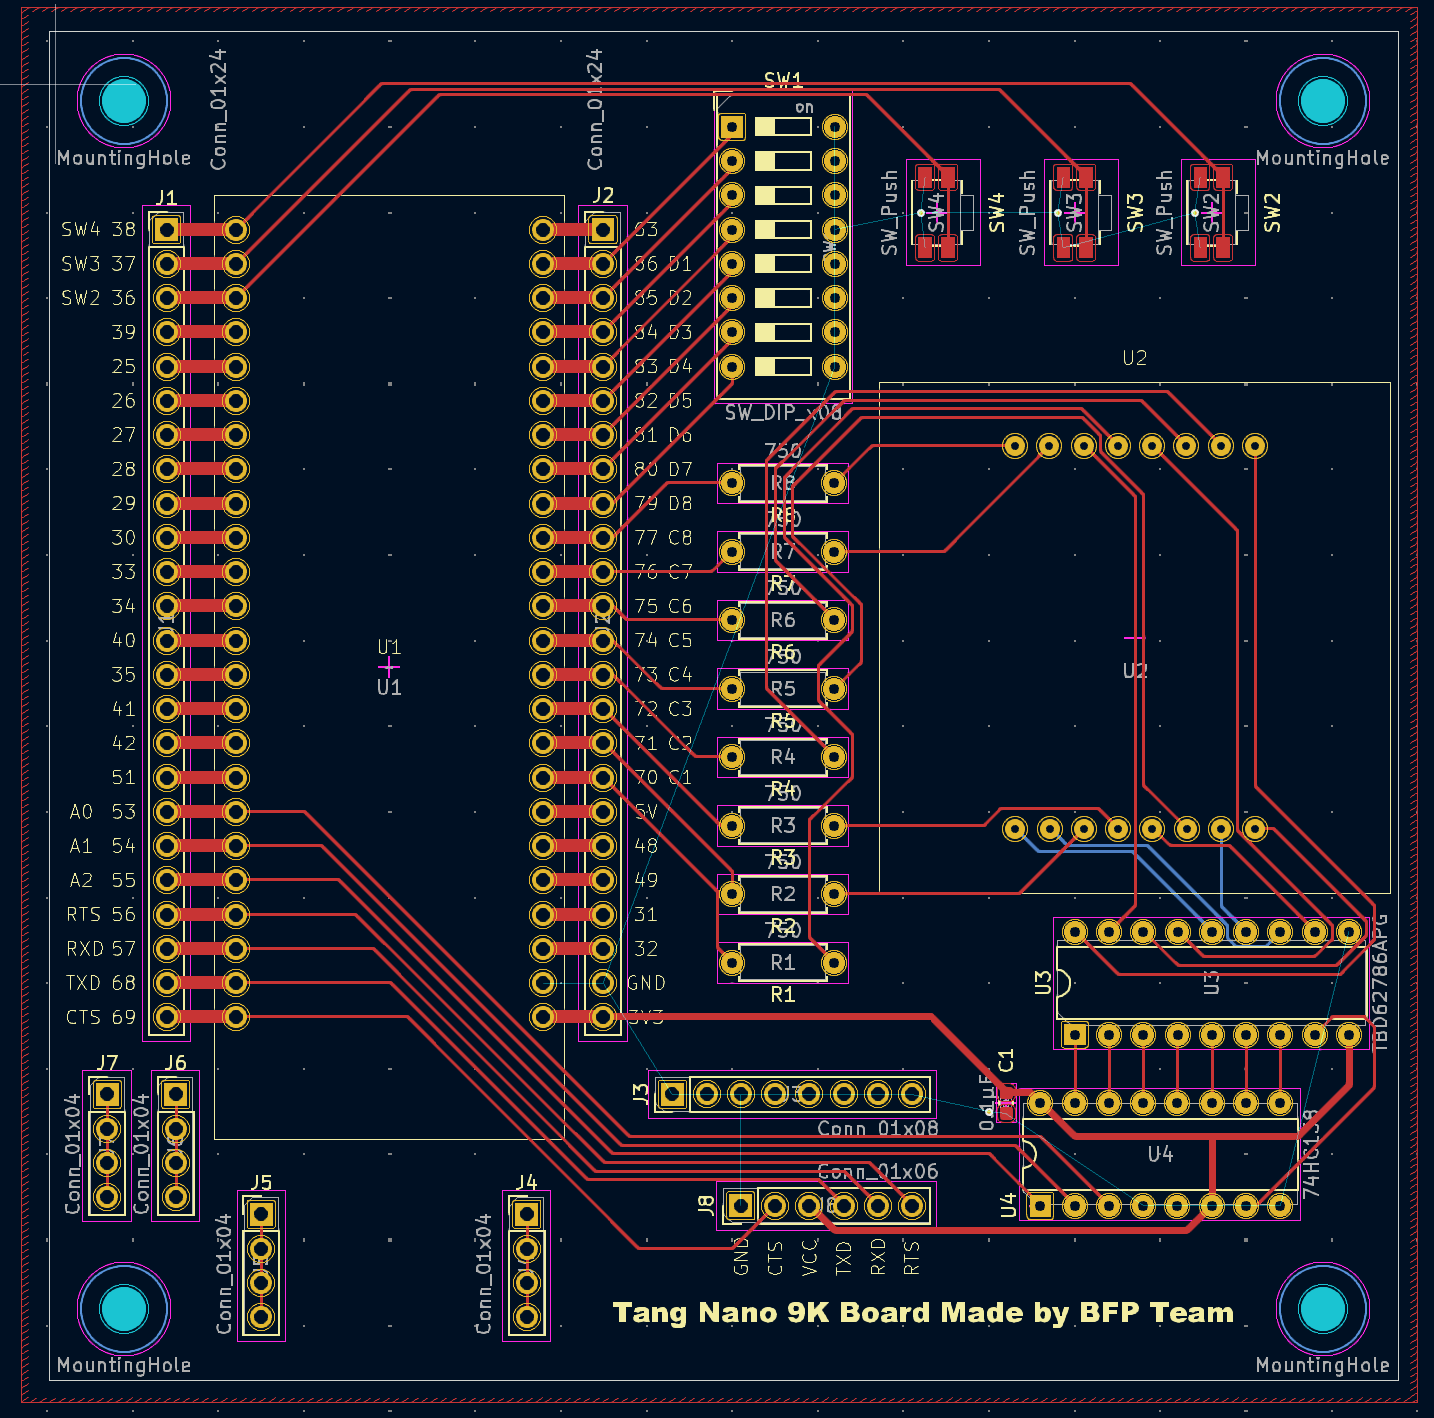 SW1
on
Conn_01x24
Conn_01x24
MountingHole
MountingHole
SW_Push
SW4
SW4
SW_Push
SW3
SW3
SW_Push
SW2
SW2
J1
J2
SW4 38
SW3 37
SW2 36
39
25
26
27
28
29
30
33
34
40
35
41
42
51
A0 53
A1 54
A2 55
RTS 56
RXD 57
TXD 68
CTS 69
U1
U1
63
86 D1
85 D2
84 D3
83 D4
82 D5
81 D6
80 D7
79 D8
77 C8
76 C7
75 C6
74 C5
73 C4
72 C3
71 C2
70 C1
5V
48
49
31
32
GND
3V3
SW_DIP_x08
750
R8
R8
750
R7
R7
750
R6
R6
750
R5
R5
750
R4
R4
750
R3
R3
750
R2
R2
750
R1
R1
U2
U2
U3
U3
TBD62786APG
C1
0.1µF
U4
U4
74HC138
J7
J6
Conn_01x04
Conn_01x04
J3
J3
Conn_01x08
Conn_01x06
J8
J8
GND
CTS
VCC
TXD
RXD
RTS
J5
Conn_01x04
J4
Conn_01x04
Tang Nano 9K Board Made by BFP Team
MountingHole
MountingHole